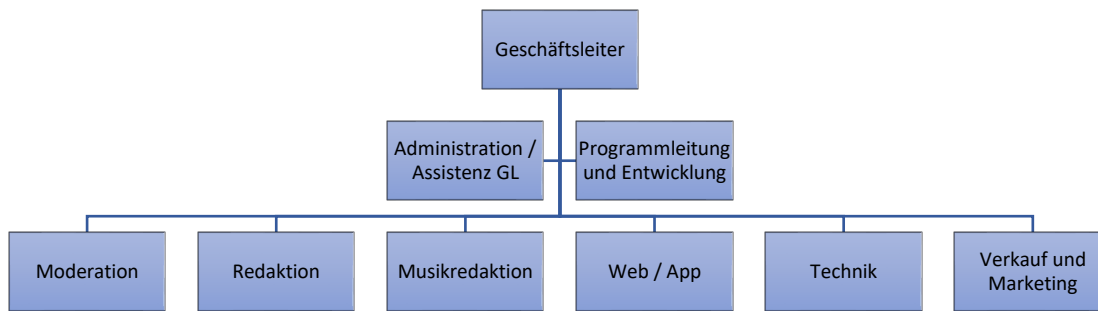 Geschäftsleiter
Administration /
Assistenz GL
Programmleitung
und Entwicklung
Moderation
Redaktion
Musikredaktion
Web / App
Technik
Verkauf und
Marketing